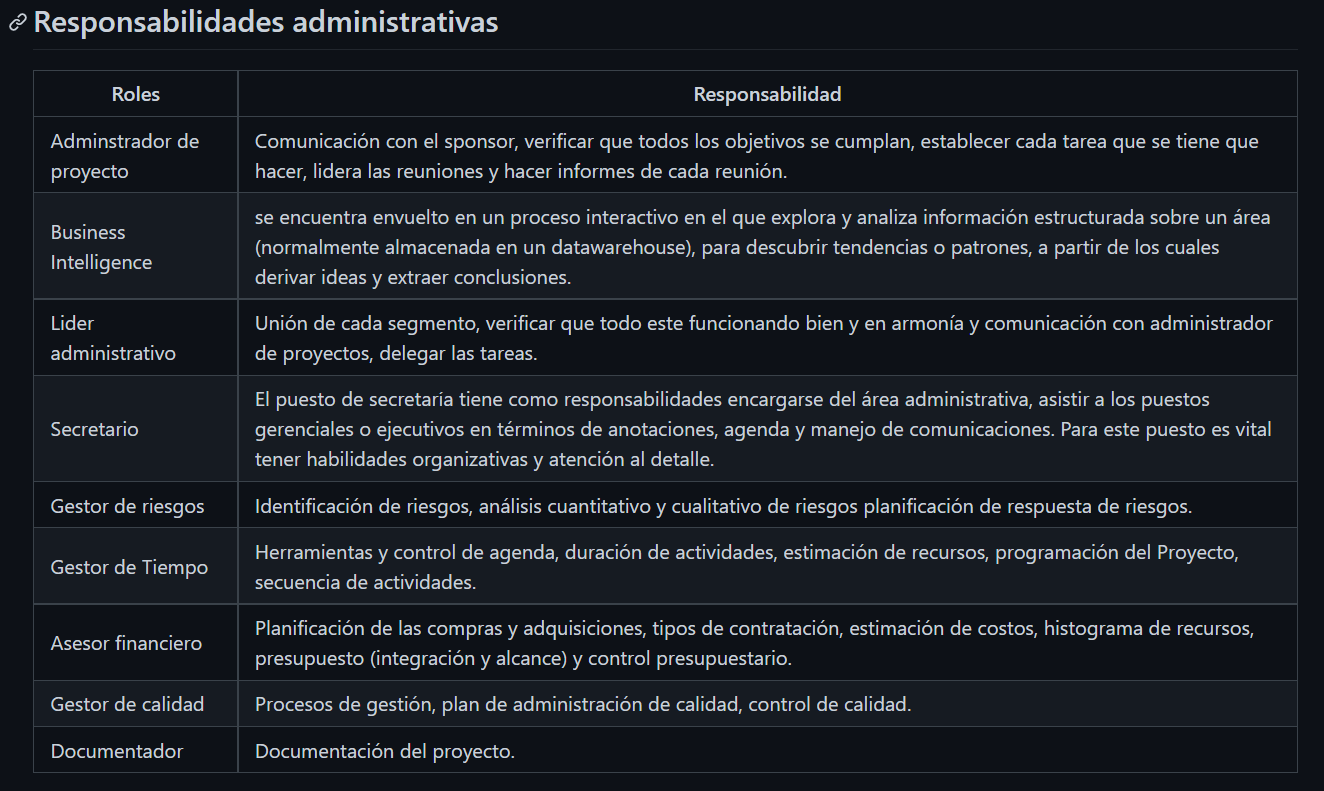 Responsabilidades administrativas
Roles
Responsabilidad
Adminstrador de
proyecto
Comunicación con el sponsor, verificar que todos los objetivos se cumplan, establecer cada tarea que se tiene que
hacer, lidera las reuniones y hacer informes de cada reunión.
Business
Intelligence
se encuentra envuelto en un proceso interactivo en el que explora y analiza información estructurada sobre un área
(normalmente almacenada en un datawarehouse), para descubrir tendencias o patrones, a partir de los cuales
derivar ideas y extraer conclusiones.
Lider
administrativo
Unión de cada segmento, verificar que todo este funcionando bien y en armonía y comunicación con administrador
de proyectos, delegar las tareas.
Secretario
El puesto de secretaría tiene como responsabilidades encargarse del área administrativa, asistir a los puestos
gerenciales o ejecutivos en términos de anotaciones, agenda y manejo de comunicaciones. Para este puesto es vital
tener habilidades organizativas y atención al detalle.
Gestor de riesgos
Identificación de riesgos, análisis cuantitativo y cualitativo de riesgos planificación de respuesta de riesgos.
Gestor de Tiempo
Herramientas y control de agenda, duración de actividades, estimación de recursos, programación del Proyecto,
secuencia de actividades.
Asesor financiero
Planificación de las compras y adquisiciones, tipos de contratación, estimación de costos, histograma de recursos,
presupuesto (integración y alcance) y control presupuestario.
Gestor de calidad
Procesos de gestión, plan de administración de calidad, control de calidad.
Documentador
Documentación del proyecto.